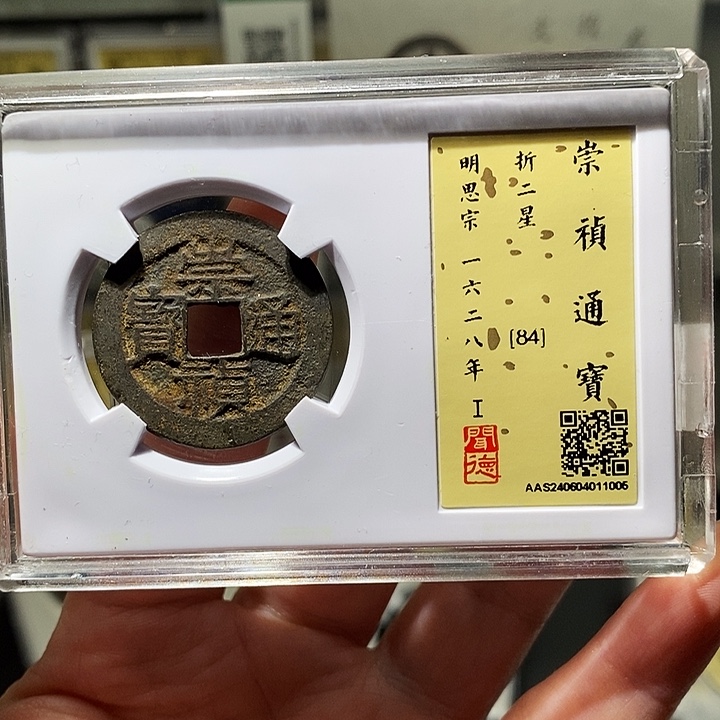 崇禎通寶
崇禎通寶
折二星
[84]
明思宗 一六二八年 I
聞德
AAS240604011005